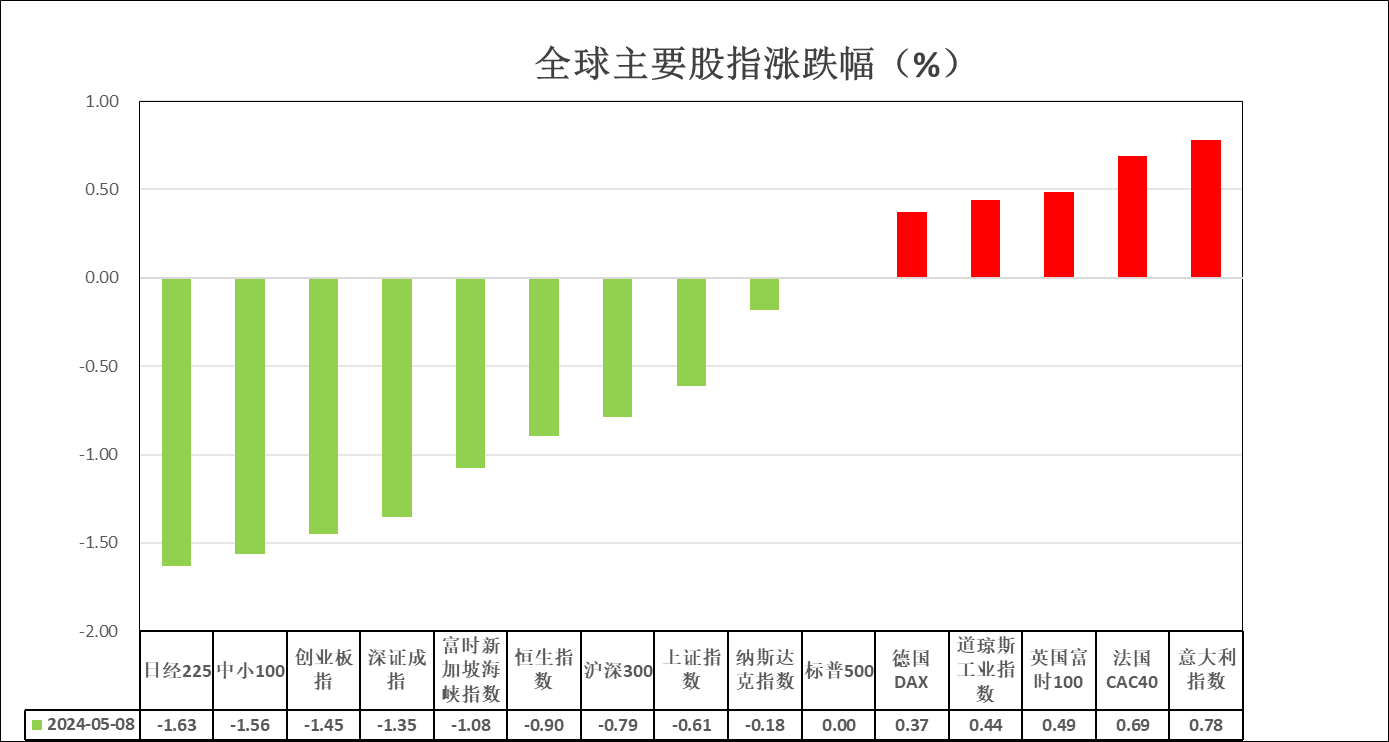 全球主要股指涨跌幅（%）
1.00
0.50
0.00
-0.50
-1.00
-1.50
-2.00
日经225
中小100
创业板
指
深证成
指
富时新
加坡海
峡指数
恒生指
数
沪深300
上证指
数
纳斯达
克指数
标普500
德国
DAX
道琼斯
工业指
数
英国富
时100
法国
CAC40
意大利
指数
2024-05-08 -1.63 -1.56 -1.45 -1.35 -1.08 -0.90 -0.79 -0.61 -0.18 0.00 0.37 0.44 0.49 0.69 0.78